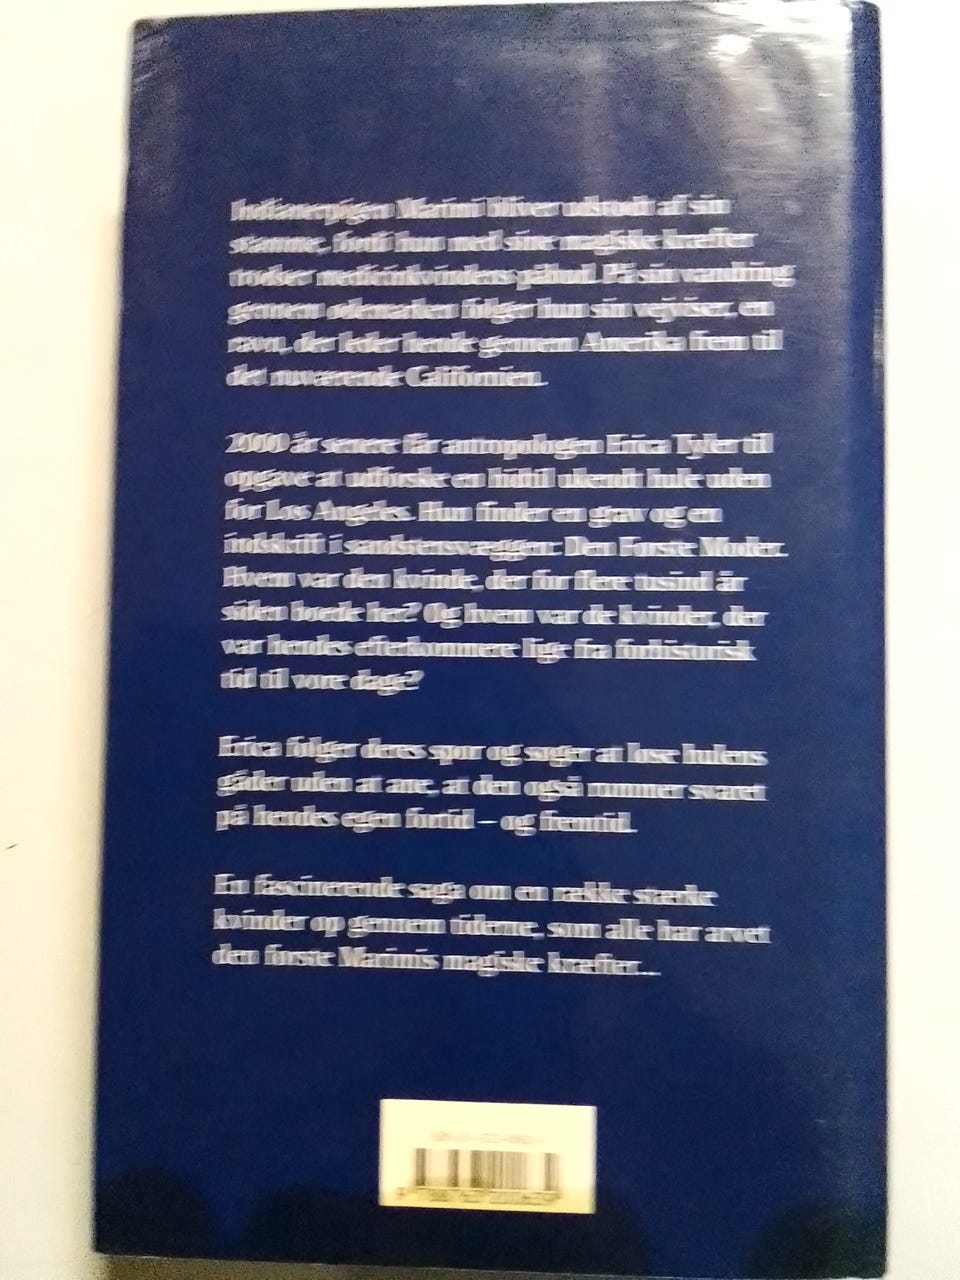 Indianerpigen Marimi bliver udstødt af sin
stamme, fordi hun med sine magiske kræfter
trodser medicinkvindens påbud. På sin vandring
gennem ødemarken følger hun sin vejviser, en
ravn, der leder hende gennem Amerika frem til
det nuværende Californien.
2000 år senere får antropologen Erica Tyler til
opgave at udforske en hidtil ukendt hule uden
for Los Angeles. Hun finder en grav og en
indskrift i sandstensvæggen: Den Første Moder.
Hvem var den kvinde, der for flere tusind år
siden boede her? Og hvem var de kvinder, der
var hendes efterkommere lige fra forhistorisk
tid til vore dage?
Erica følger deres spor og søger at løse hulens
gåder uden at ane, at den også rummer svaret
på hendes egen fortid – og fremtid.
En fascinerende saga om en række stærke
kvinder op gennem tiderne, som alle har arvet
den første Marimis magiske kræfter...